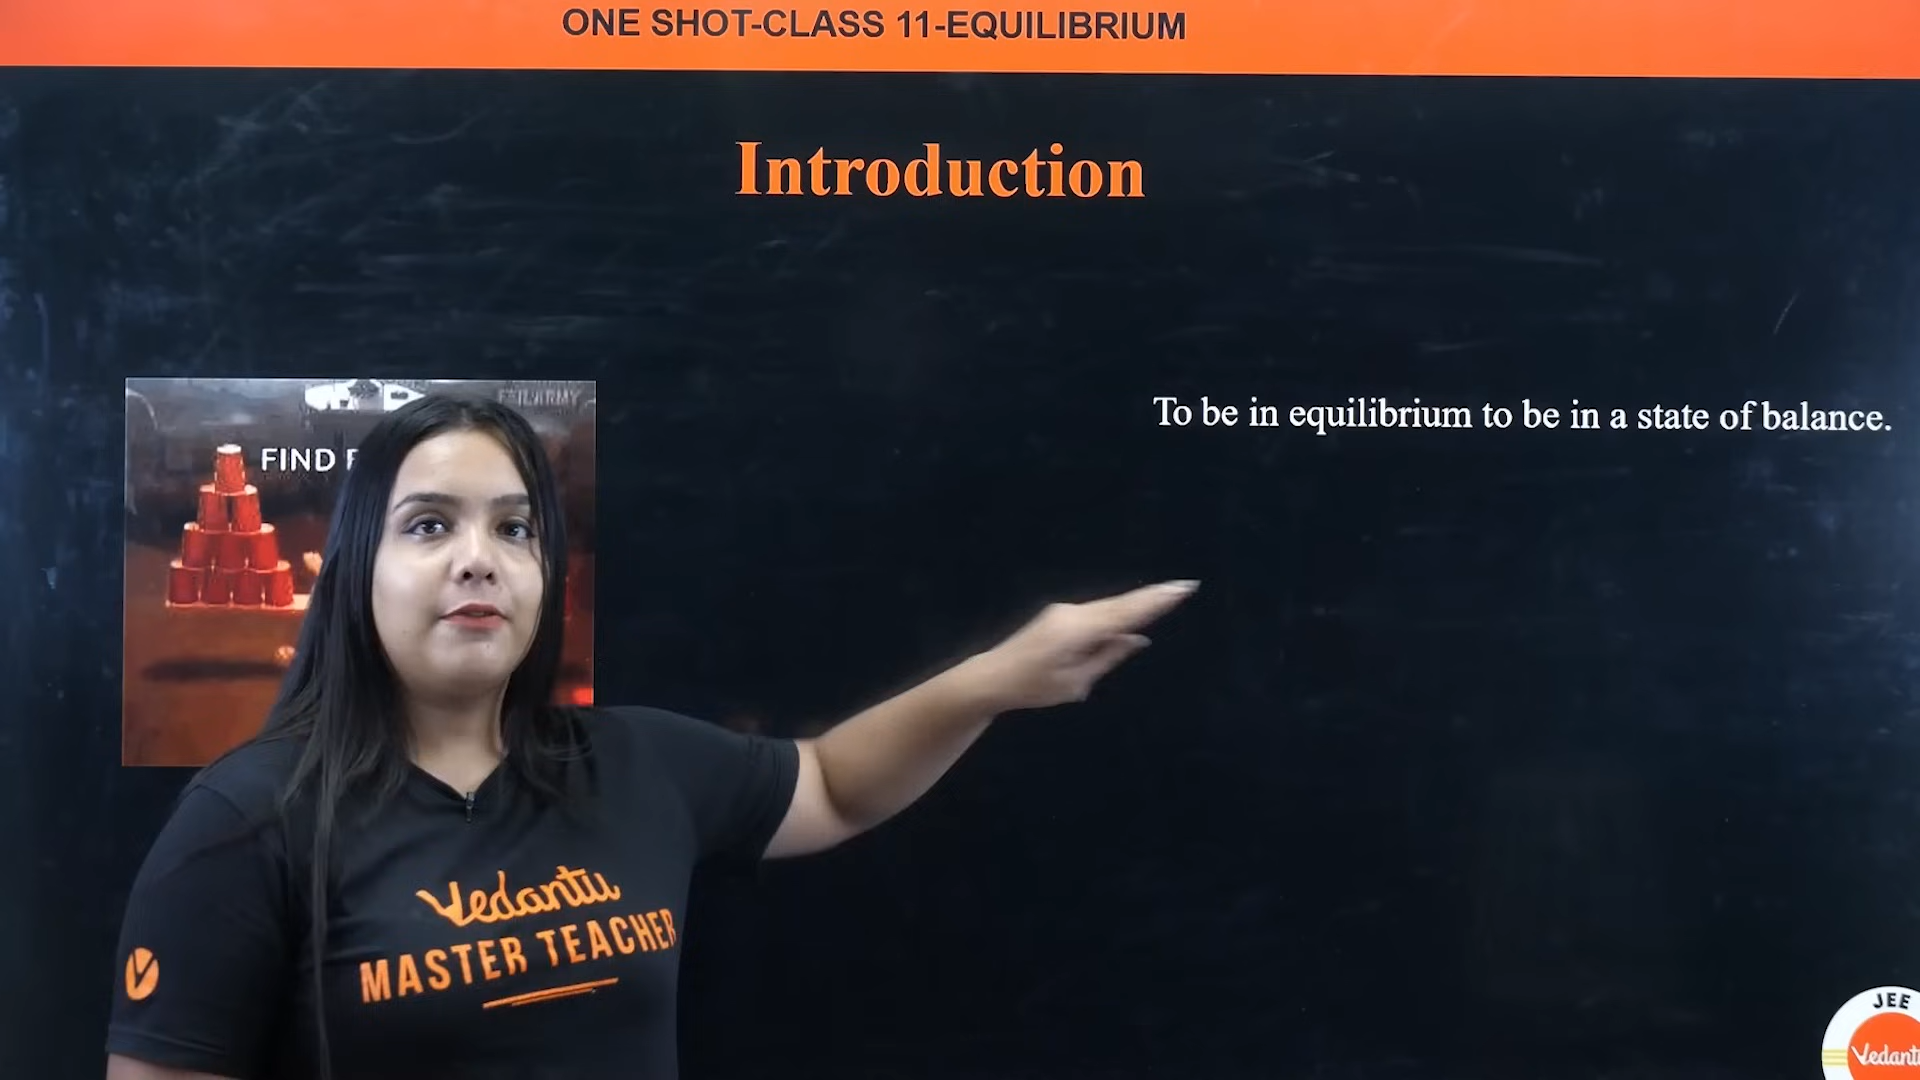 ONE SHOT-CLASS 11-EQUILIBRIUM
Introduction
FIND
To be in equilibrium to be in a state of balance.
Vedantu
MASTER TEACHER
JEE
Vedantu